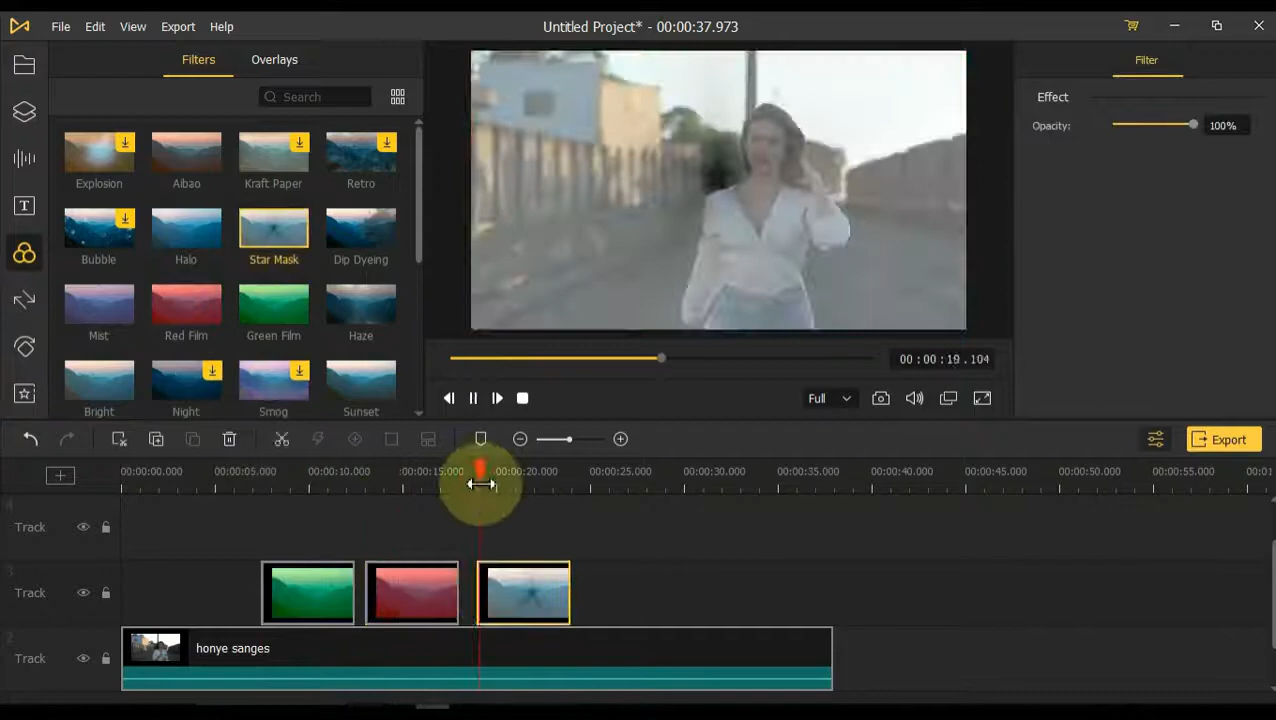 File Edit View Export Help
Untitled Project* - 00:00:37.973
Filters Overlays
Search
Explosion Aibao Kraft Paper Retro
Bubble Halo Star Mask Dip Dyeing
Mist Red Film Green Film Haze
Bright Night Smog Sunset
Filter
Effect
Opacity: 100%
00:00:19.104
Full
Export
00:00:00.000 00:00:05.000 00:00:10.000 :00:15.000 00:00:20.000 00:00:25.000 00:00:30.000 00:00:35.000 00:00:40.000 00:00:45.000 00:00:50.000 00:00:55.000 00:01
4
Track
3
Track
2
Track
honye sanges